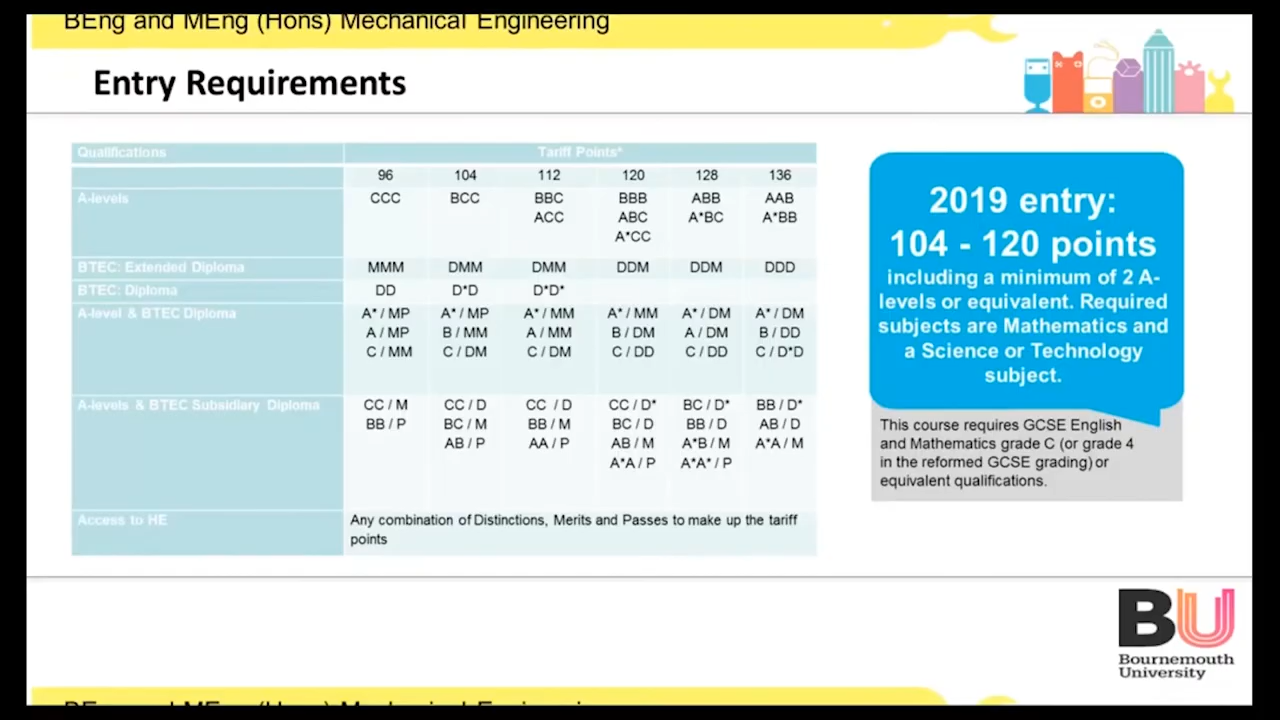 BEng and MEng (Hons) Mechanical Engineering
Entry Requirements
Qualifications Tariff Points*
96 104 112 120 128 136
A-levels CCC BCC BBC BBB ABB AAB
ACC ABC A*BC A*BB
A*CC
BTEC: Extended Diploma MMM DMM DMM DDM DDM DDD
BTEC: Diploma DD D*D D*D*
A-level & BTEC Diploma A* / MP A* / MP A* / MM A* / MM A* / DM A* / DM
A / MP B / MM A / MM B / DM A / DM B / DD
C / MM C / DM C / DM C / DD C / DD C / D*D
A-levels & BTEC Subsidiary Diploma CC / M CC / D CC / D CC / D* BC / D* BB / D*
BB / P BC / M BB / M BC / D BB / D AB / D
AB / P AA / P AB / M A*B / M A*A / M
A*A / P A*A* / P
Access to HE Any combination of Distinctions, Merits and Passes to make up the tariff
points
2019 entry:
104 - 120 points
including a minimum of 2 A-
levels or equivalent. Required
subjects are Mathematics and
a Science or Technology
subject.
This course requires GCSE English
and Mathematics grade C (or grade 4
in the reformed GCSE grading) or
equivalent qualifications.
BU
Bournemouth
University
BEng and MEng (Hons) Mechanical Engineering